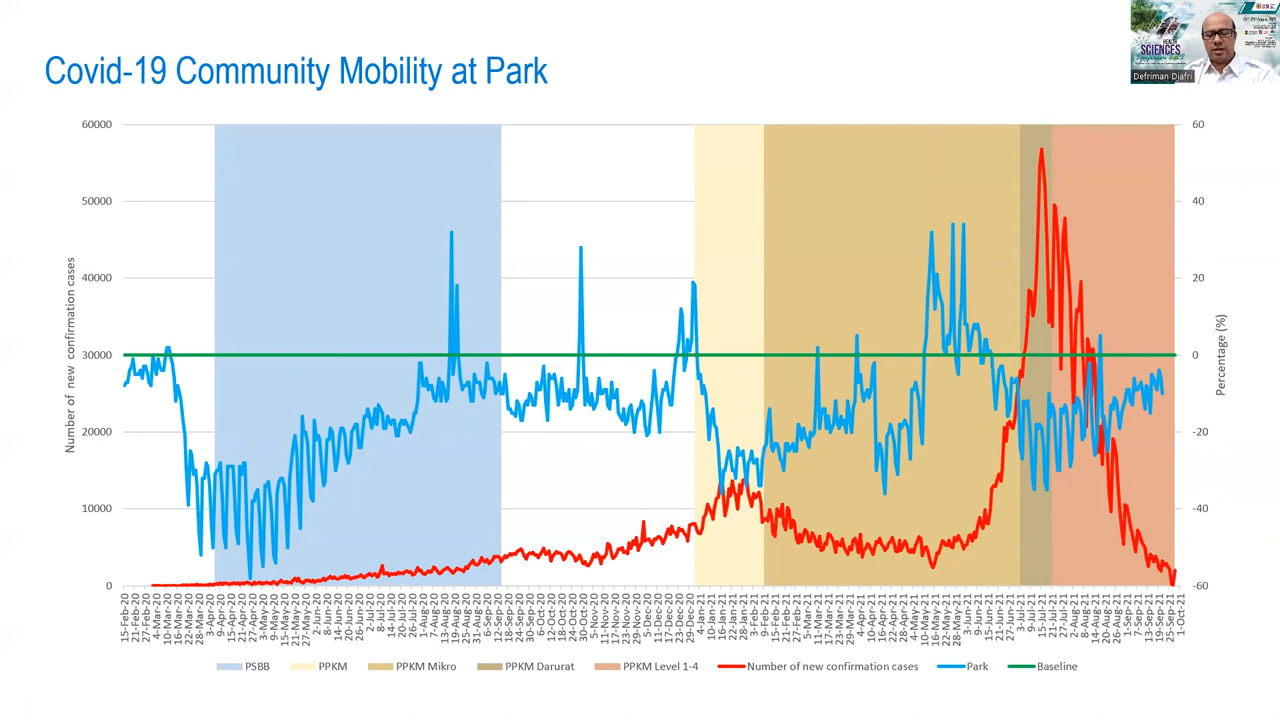 Covid-19 Community Mobility at Park
HEALTH
SCIENCES
Defriman Djafri
Number of new confirmation cases
60000
50000
40000
30000
20000
10000
0
60
40
20
0
-20
-40
-60
Percentage (%)
15-Feb-20
21-Feb-20
27-Feb-20
4-Mar-20
10-Mar-20
16-Mar-20
22-Mar-20
28-Mar-20
3-Apr-20
9-Apr-20
15-Apr-20
21-Apr-20
27-Apr-20
3-May-20
9-May-20
15-May-20
21-May-20
27-May-20
2-Jun-20
8-Jun-20
14-Jun-20
20-Jun-20
26-Jun-20
2-Jul-20
8-Jul-20
14-Jul-20
20-Jul-20
26-Jul-20
1-Aug-20
7-Aug-20
13-Aug-20
19-Aug-20
25-Aug-20
31-Aug-20
6-Sep-20
12-Sep-20
18-Sep-20
24-Sep-20
30-Sep-20
6-Oct-20
12-Oct-20
18-Oct-20
24-Oct-20
30-Oct-20
5-Nov-20
11-Nov-20
17-Nov-20
23-Nov-20
29-Nov-20
5-Dec-20
11-Dec-20
17-Dec-20
23-Dec-20
29-Dec-20
4-Jan-21
10-Jan-21
16-Jan-21
22-Jan-21
28-Jan-21
3-Feb-21
9-Feb-21
15-Feb-21
21-Feb-21
27-Feb-21
5-Mar-21
11-Mar-21
17-Mar-21
23-Mar-21
29-Mar-21
4-Apr-21
10-Apr-21
16-Apr-21
22-Apr-21
28-Apr-21
4-May-21
10-May-21
16-May-21
22-May-21
28-May-21
3-Jun-21
9-Jun-21
15-Jun-21
21-Jun-21
27-Jun-21
3-Jul-21
9-Jul-21
15-Jul-21
21-Jul-21
27-Jul-21
2-Aug-21
8-Aug-21
14-Aug-21
20-Aug-21
26-Aug-21
1-Sep-21
7-Sep-21
13-Sep-21
19-Sep-21
25-Sep-21
1-Oct-21
PSBB PPKM PPKM Mikro PPKM Darurat PPKM Level 1-4 Number of new confirmation cases Park Baseline